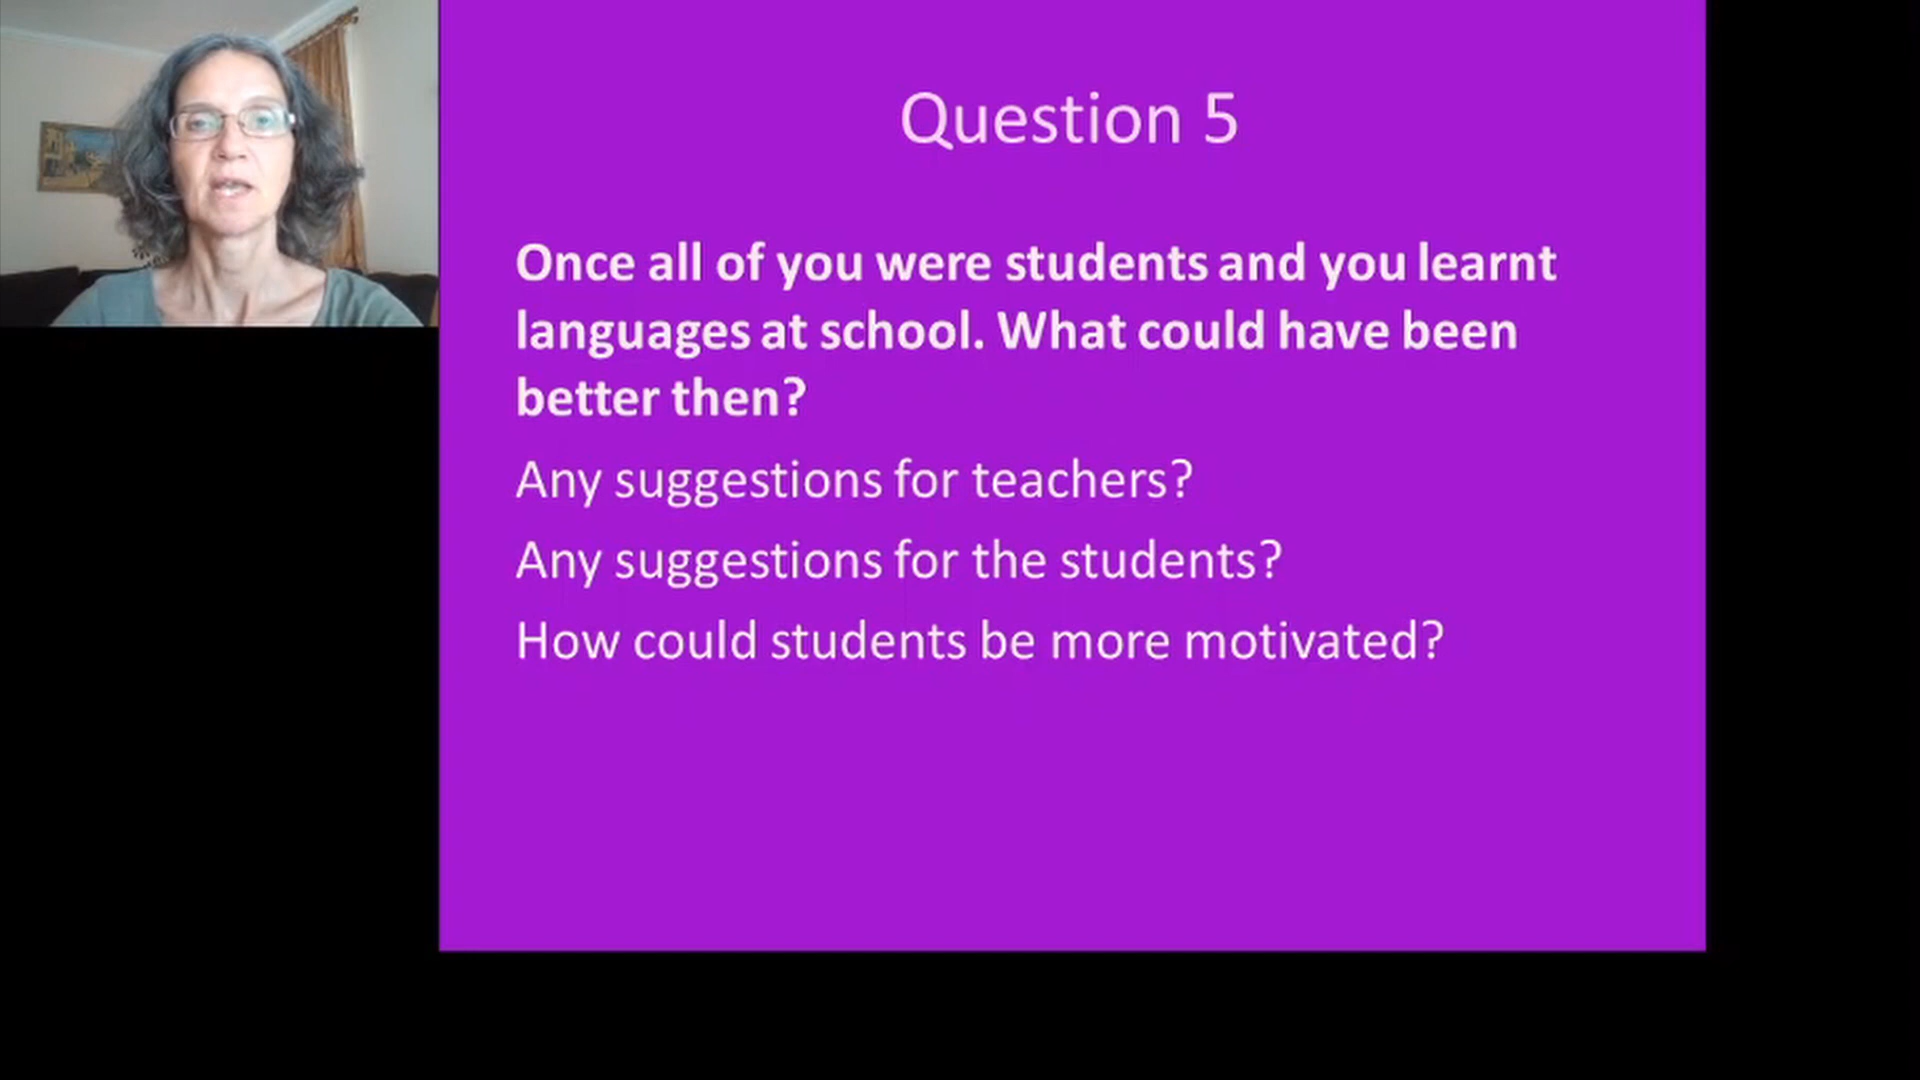 Question 5
Once all of you were students and you learnt
languages at school. What could have been
better then?
Any suggestions for teachers?
Any suggestions for the students?
How could students be more motivated?